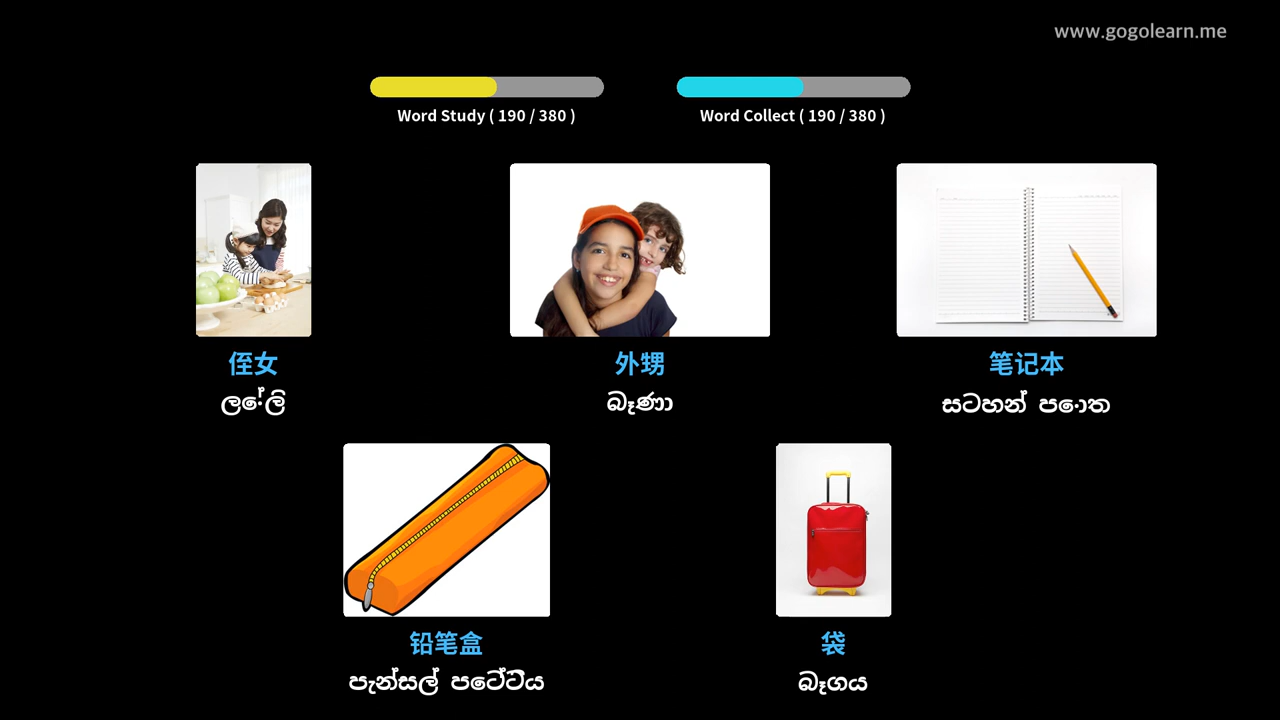 www.gogolearn.me
Word Study ( 190 / 380 )
Word Collect ( 190 / 380 )
侄女
外甥
笔记本
ලේලි
බෑණා
සටහන් පොත
铅笔盒
袋
පැන්සල් පෙට්ටිය
බෑගය